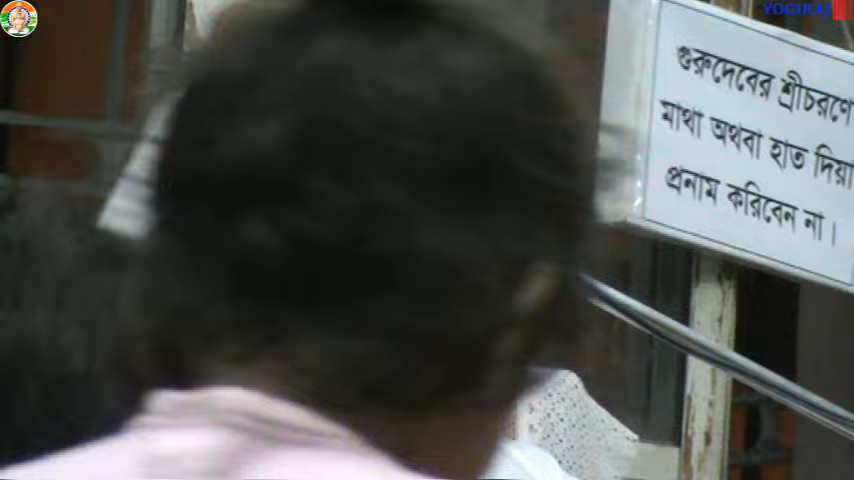 YOGIRAJ
গুরুদেবের শ্রীচরণে
মাথা অথবা হাত দিয়া
প্রনাম করিবেন না।